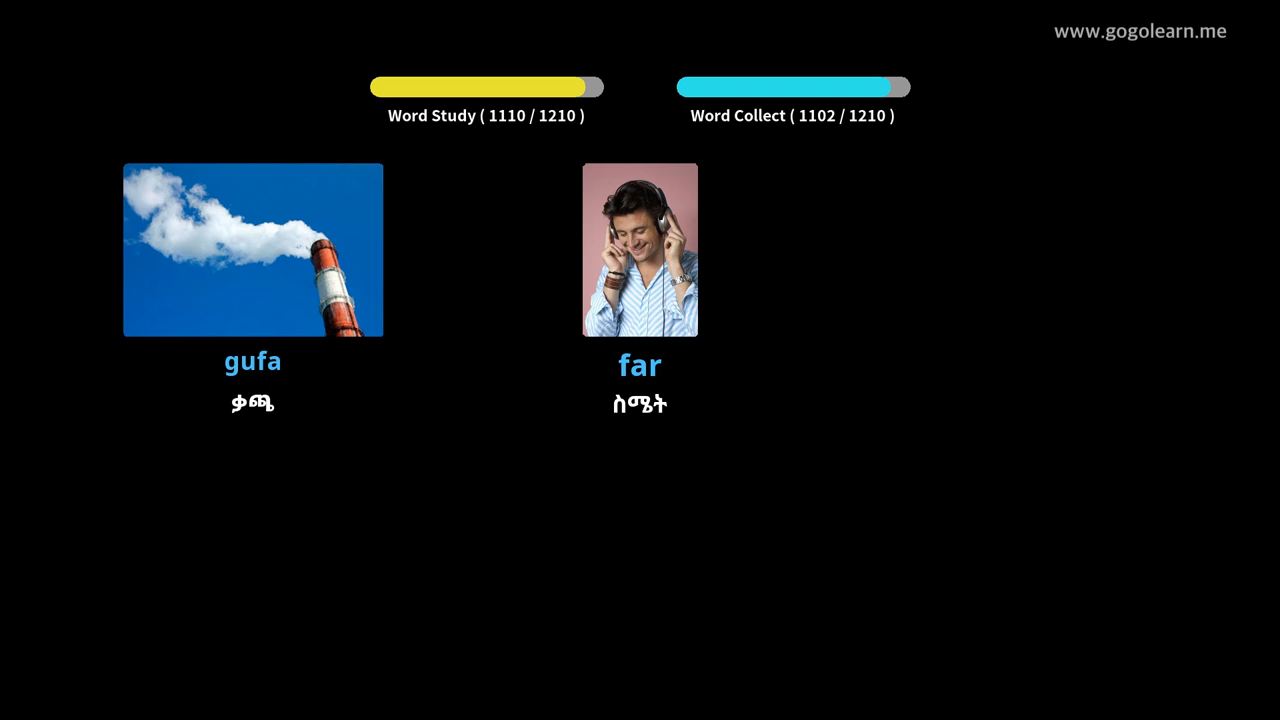 www.gogolearn.me
Word Study ( 1110 / 1210 )
Word Collect ( 1102 / 1210 )
gufa
ቃጫ
far
ስሜት